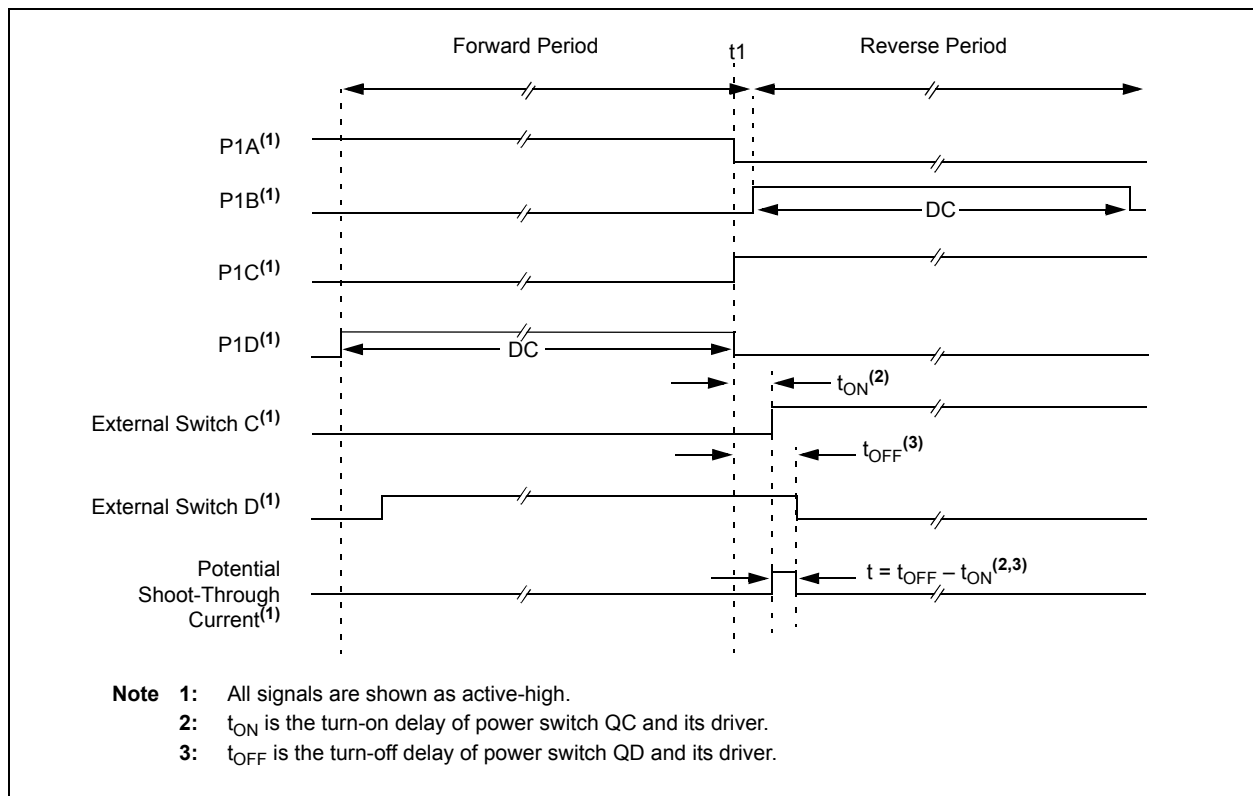 Forward Period t1 Reverse Period
P1A(1)
P1B(1)
DC
P1C(1)
P1D(1)
DC
tON(2)
External Switch C(1)
tOFF(3)
External Switch D(1)
Potential
Shoot-Through
Current(1)
t = tOFF – tON(2,3)
Note 1: All signals are shown as active-high.
2: tON is the turn-on delay of power switch QC and its driver.
3: tOFF is the turn-off delay of power switch QD and its driver.